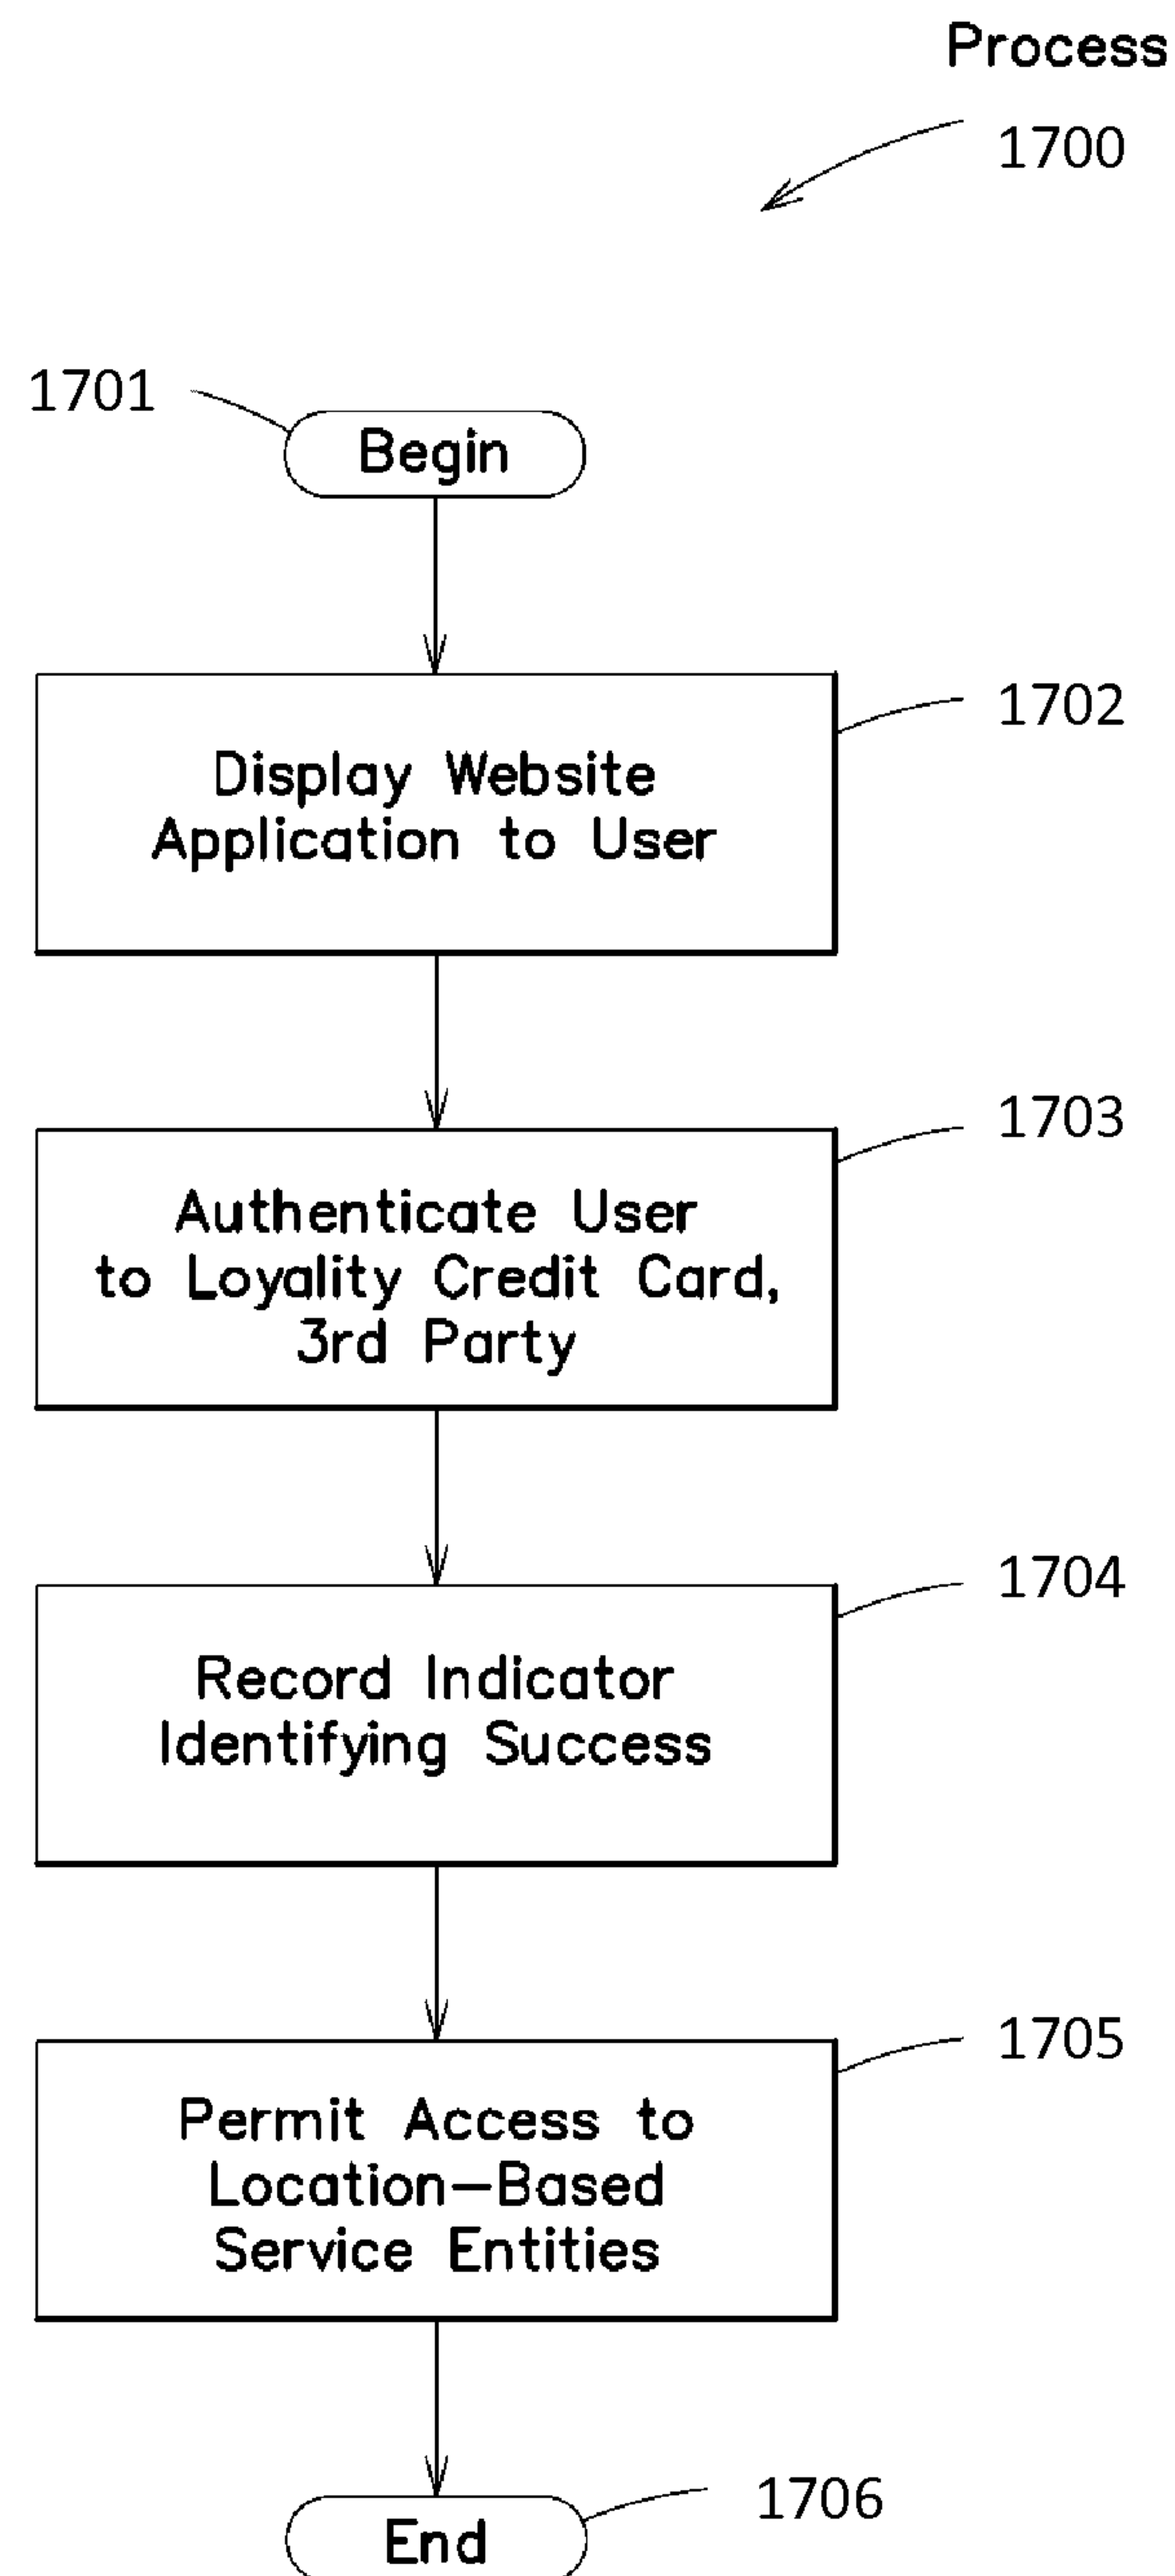 Process
1700
1701
Begin
1702
Display Website
Application to User
1703
Authenticate User
to Loyality Credit Card,
3rd Party
1704
Record Indicator
Identifying Success
1705
Permit Access to
Location-Based
Service Entities
1706
End